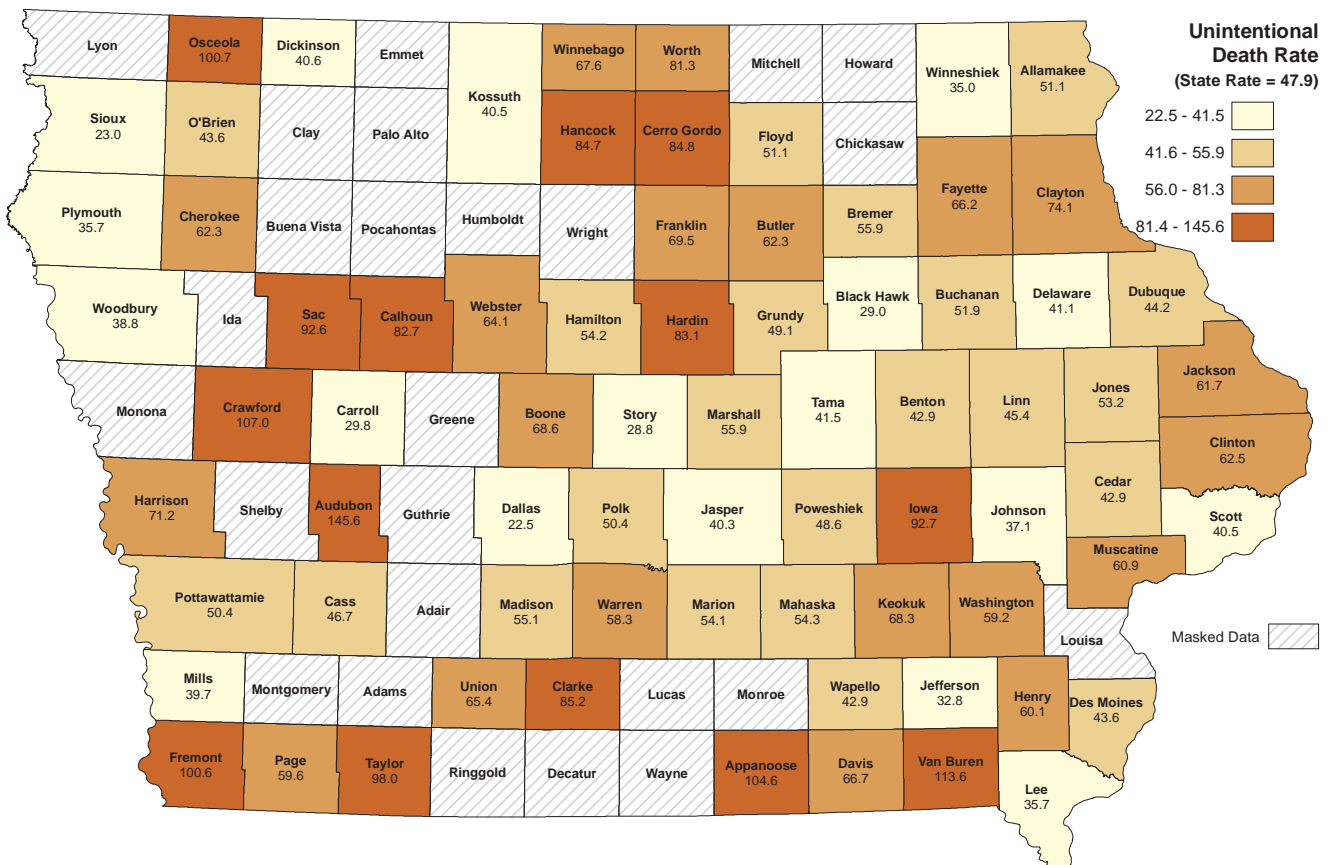 Unintentional
Death Rate
(State Rate = 47.9)
22.5 - 41.5
41.6 - 55.9
56.0 - 81.3
81.4 - 145.6
Lyon
Osceola
100.7
Dickinson
40.6
Emmet
Kossuth
40.5
Winnebago
67.6
Worth
81.3
Mitchell
Howard
Winneshiek
35.0
Allamakee
51.1
Sioux
23.0
O'Brien
43.6
Clay
Palo Alto
Hancock
84.7
Cerro Gordo
84.8
Floyd
51.1
Chickasaw
Fayette
66.2
Clayton
74.1
Plymouth
35.7
Cherokee
62.3
Buena Vista
Pocahontas
Humboldt
Wright
Franklin
69.5
Butler
62.3
Bremer
55.9
Woodbury
38.8
Ida
Sac
92.6
Calhoun
82.7
Webster
64.1
Hamilton
54.2
Hardin
83.1
Grundy
49.1
Black Hawk
29.0
Buchanan
51.9
Delaware
41.1
Dubuque
44.2
Monona
Crawford
107.0
Carroll
29.8
Greene
Boone
68.6
Story
28.8
Marshall
55.9
Tama
41.5
Benton
42.9
Linn
45.4
Jones
53.2
Jackson
61.7
Clinton
62.5
Harrison
71.2
Shelby
Audubon
145.6
Guthrie
Dallas
22.5
Polk
50.4
Jasper
40.3
Poweshiek
48.6
Iowa
92.7
Johnson
37.1
Cedar
42.9
Scott
40.5
Muscatine
60.9
Pottawattamie
50.4
Cass
46.7
Adair
Madison
55.1
Warren
58.3
Marion
54.1
Mahaska
54.3
Keokuk
68.3
Washington
59.2
Louisa
Masked Data
Mills
39.7
Montgomery
Adams
Union
65.4
Clarke
85.2
Lucas
Monroe
Wapello
42.9
Jefferson
32.8
Henry
60.1
Des Moines
43.6
Fremont
100.6
Page
59.6
Taylor
98.0
Ringgold
Decatur
Wayne
Appanoose
104.6
Davis
66.7
Van Buren
113.6
Lee
35.7